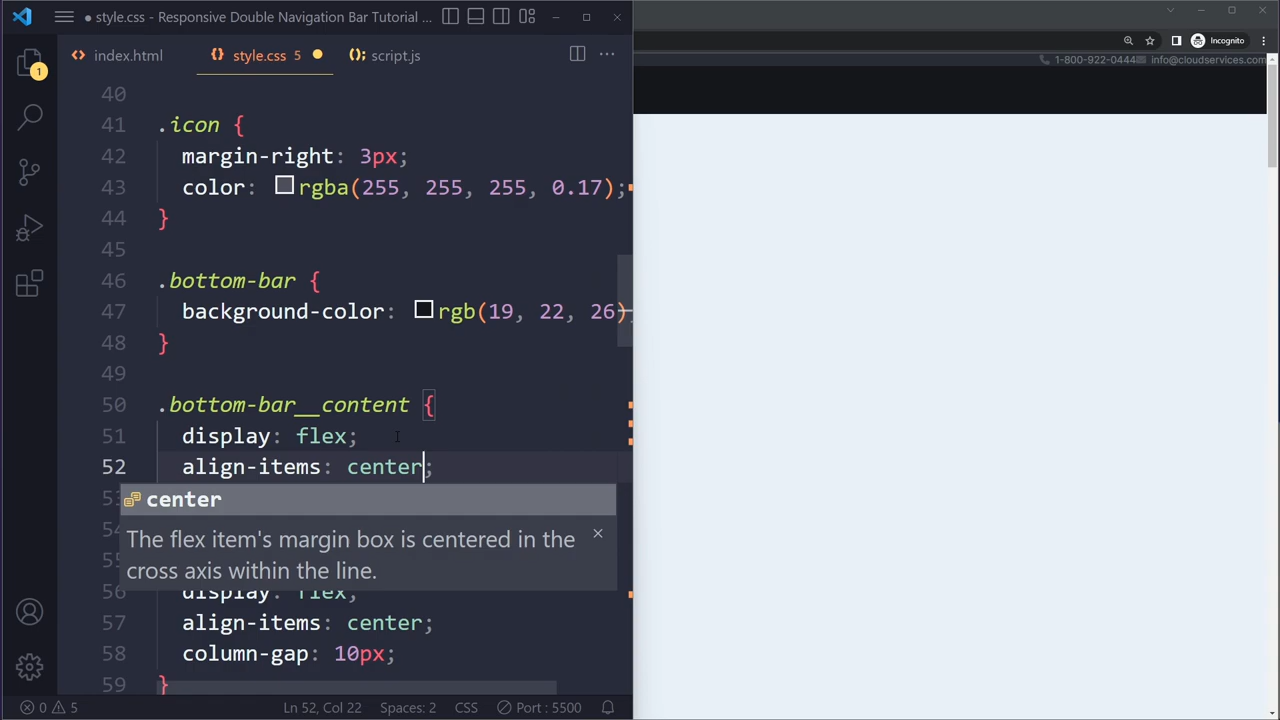 ● style.css - Responsive Double Navigation Bar Tutorial ...
index.html
style.css 5
script.js
1
Incognito
1-800-922-0444
info@cloudservices.com
40
41 .icon {
42 margin-right: 3px;
43 color: rgba(255, 255, 255, 0.17);
44 }
45
46 .bottom-bar {
47 background-color: rgb(19, 22, 26)
48 }
49
50 .bottom-bar__content {
51 display: flex;
52 align-items: center;
center
The flex item's margin box is centered in the
cross axis within the line.
56 display: flex;
57 align-items: center;
58 column-gap: 10px;
59 }
0 5 Ln 52, Col 22 Spaces: 2 CSS Port : 5500